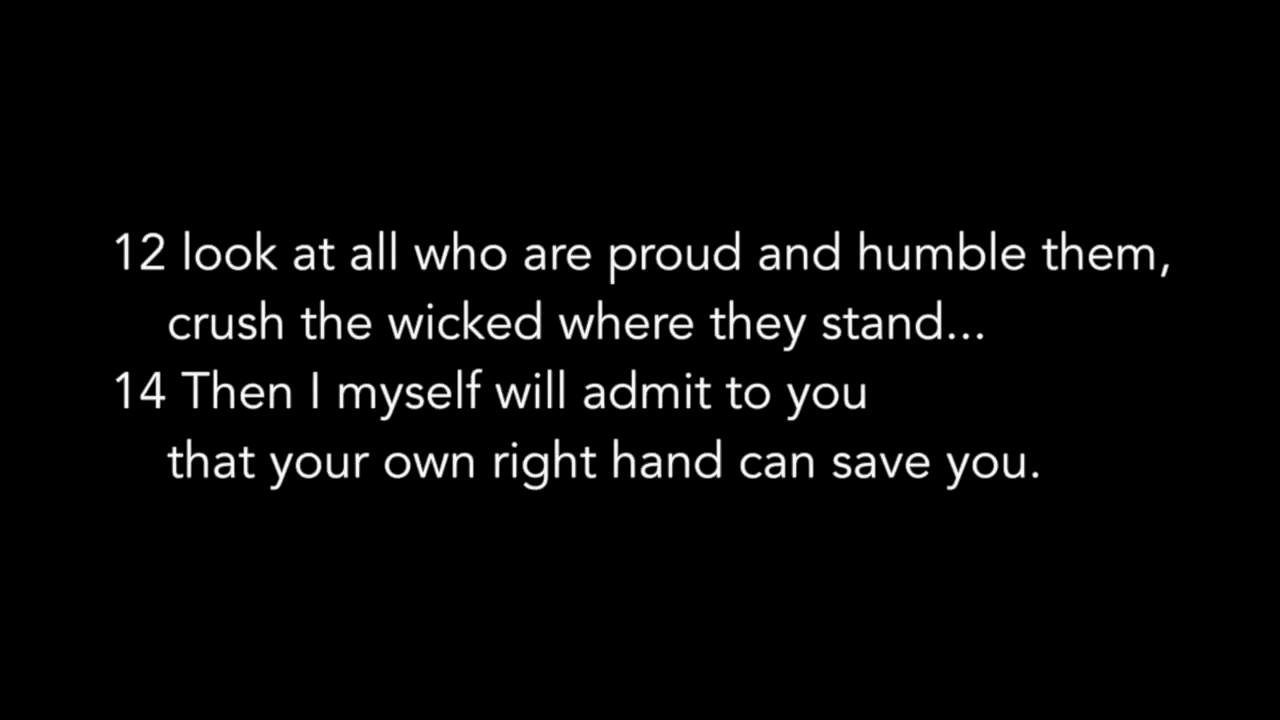 12 look at all who are proud and humble them,
crush the wicked where they stand...
14 Then I myself will admit to you
that your own right hand can save you.